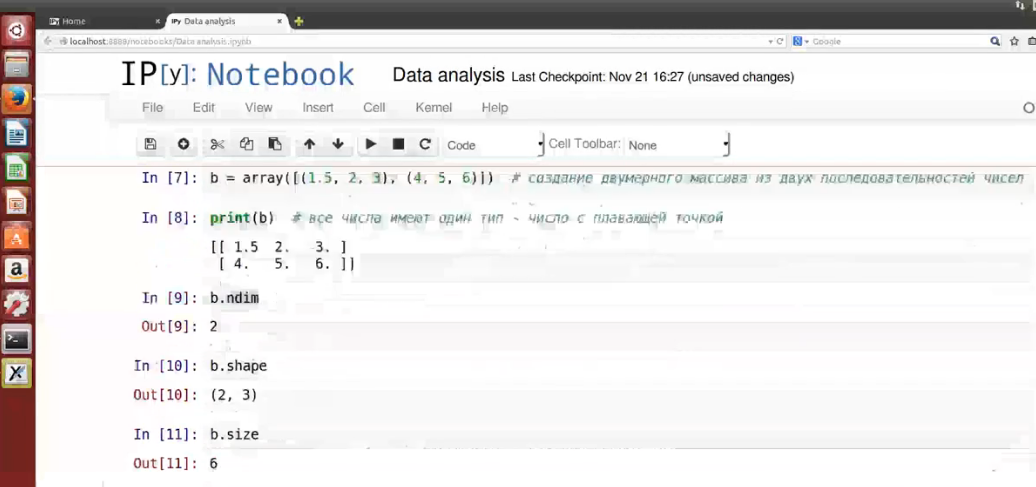 Home
Data analysis
localhost:8889/notebooks/Data analysis.ipynb
Google
IP[y]: Notebook
Data analysis Last Checkpoint: Nov 21 16:27 (unsaved changes)
File Edit View Insert Cell Kernel Help
Code Cell Toolbar: None
In [7]: b = array([(1.5, 2, 3), (4, 5, 6)]) # создание двумерного массива из двух последовательностей чисел
In [8]: print(b) # все числа имеют один тип - число с плавающей точкой
[[ 1.5 2. 3. ]
[ 4. 5. 6. ]]
In [9]: b.ndim
Out[9]: 2
In [10]: b.shape
Out[10]: (2, 3)
In [11]: b.size
Out[11]: 6